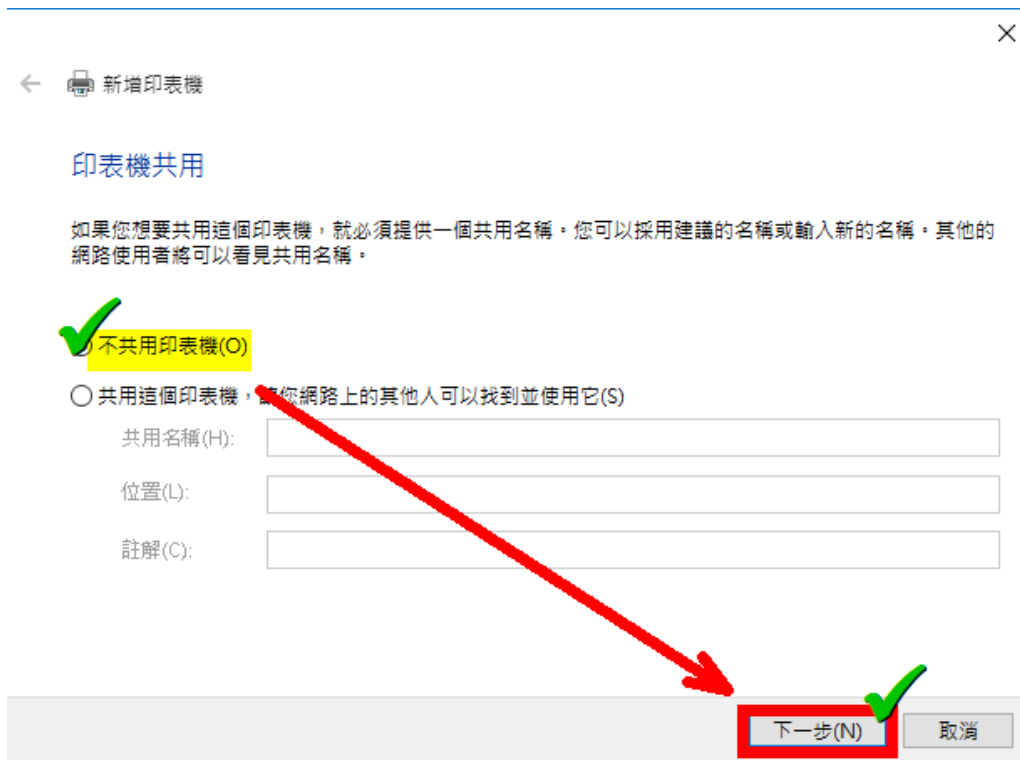 新增印表機
印表機共用
如果您想要共用這個印表機，就必須提供一個共用名稱。您可以採用建議的名稱或輸入新的名稱。其他的
網路使用者將可以看見共用名稱。
不共用印表機(O)
共用這個印表機，讓您網路上的其他人可以找到並使用它(S)
共用名稱(H):
位置(L):
註解(C):
下一步(N)
取消